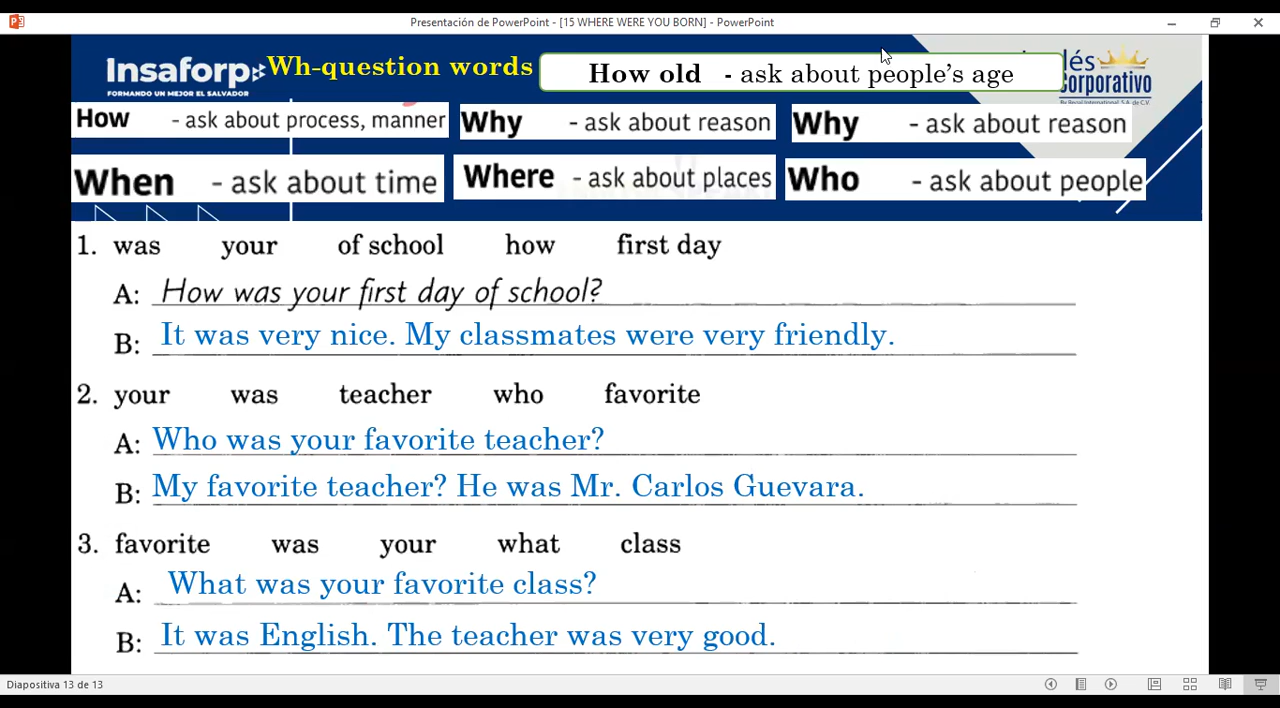 Presentación de PowerPoint - [15 WHERE WERE YOU BORN] - PowerPoint
Insaforp
FORMANDO UN MEJOR EL SALVADOR
Wh-question words
How old - ask about people's age
lés
orporativo
By Regal International, S.A. de C.V.
How - ask about process, manner
Why - ask about reason
Why - ask about reason
When - ask about time
Where - ask about places
Who - ask about people
1. was your of school how first day
A: How was your first day of school?
B: It was very nice. My classmates were very friendly.
2. your was teacher who favorite
A: Who was your favorite teacher?
B: My favorite teacher? He was Mr. Carlos Guevara.
3. favorite was your what class
A: What was your favorite class?
B: It was English. The teacher was very good.
Diapositiva 13 de 13